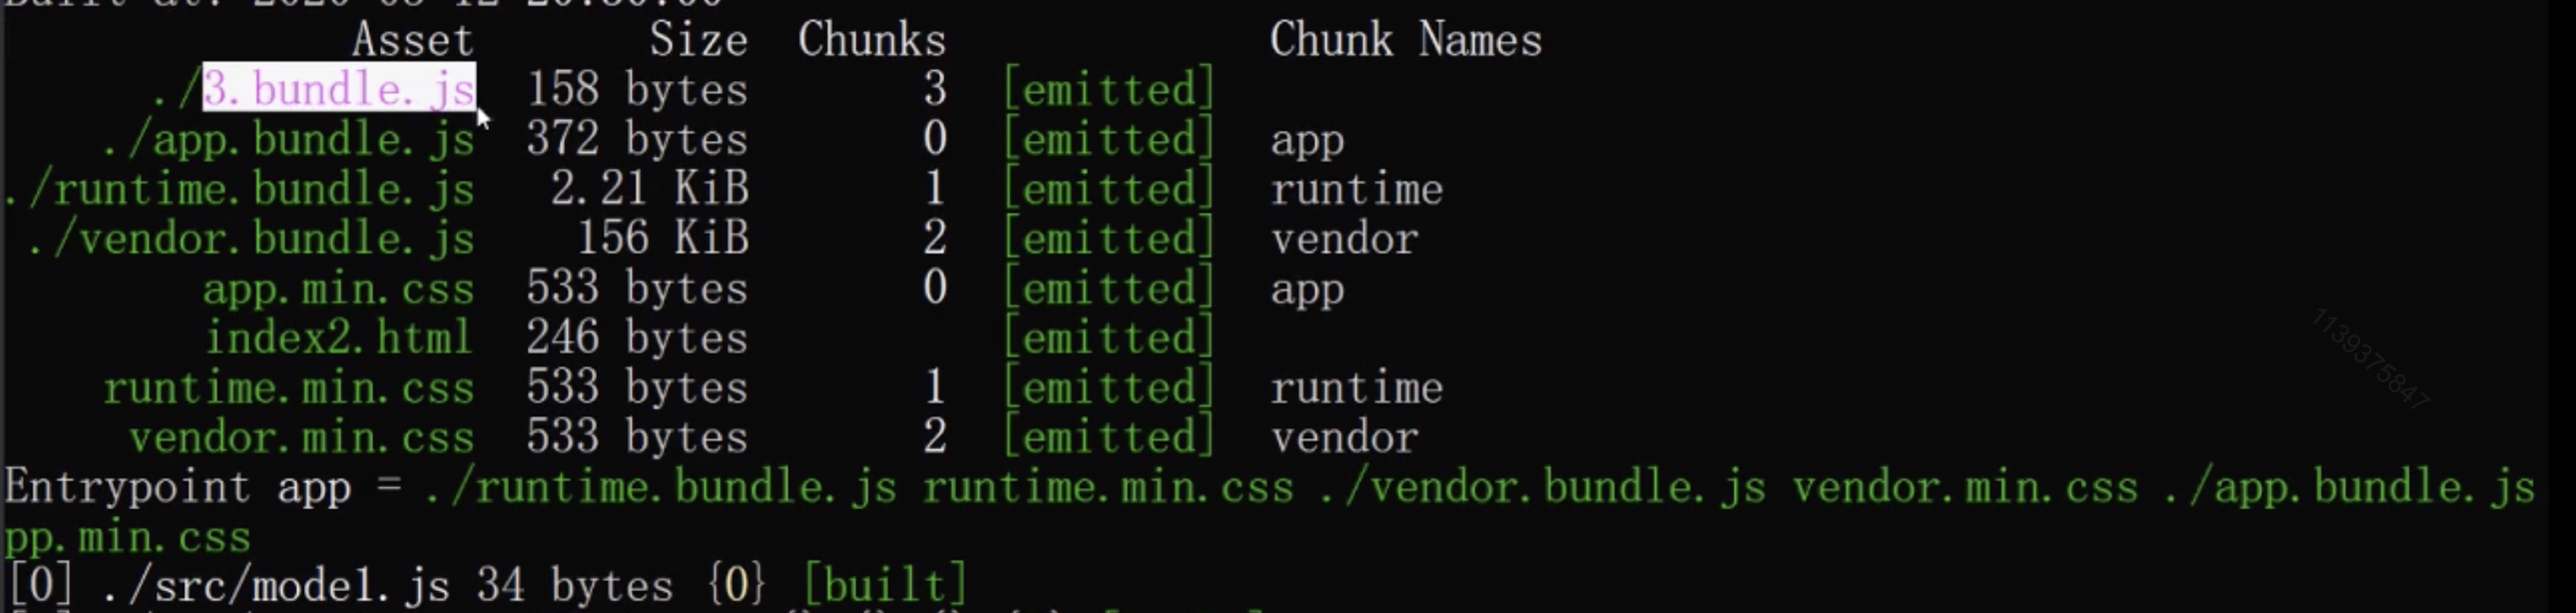 Asset Size Chunks Chunk Names
./3.bundle.js 158 bytes 3 [emitted]
./app.bundle.js 372 bytes 0 [emitted] app
./runtime.bundle.js 2.21 KiB 1 [emitted] runtime
./vendor.bundle.js 156 KiB 2 [emitted] vendor
app.min.css 533 bytes 0 [emitted] app
index2.html 246 bytes [emitted]
runtime.min.css 533 bytes 1 [emitted] runtime
vendor.min.css 533 bytes 2 [emitted] vendor
Entrypoint app = ./runtime.bundle.js runtime.min.css ./vendor.bundle.js vendor.min.css ./app.bundle.js
pp.min.css
[0] ./src/model.js 34 bytes {0} [built]
1139375847